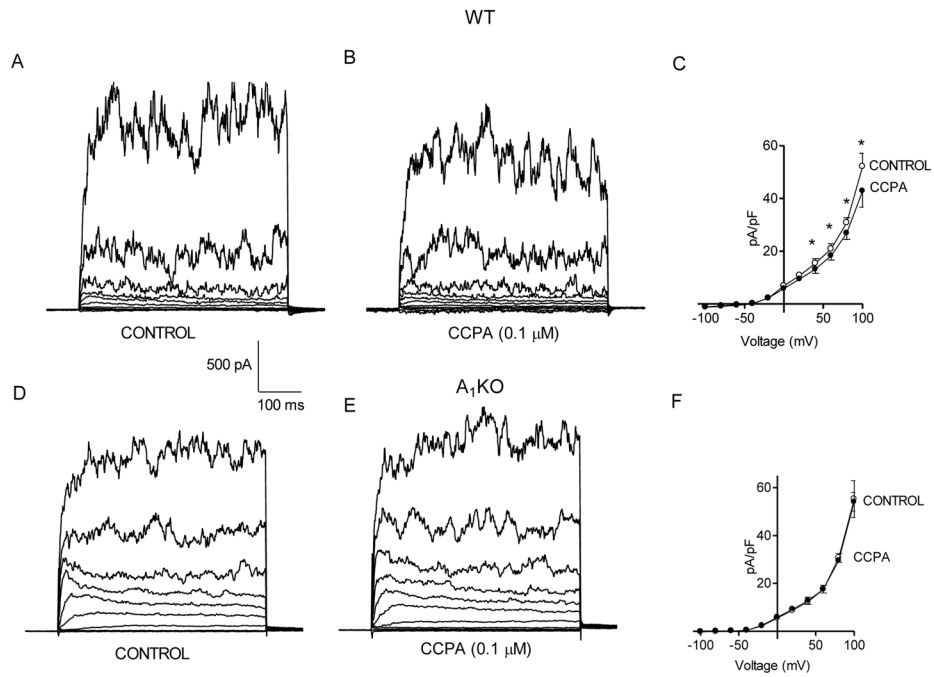 WT
A
B
C
60
40
20
pA/pF
*
*
*
*
CONTROL
CCPA
-100
-50
0
50
100
Voltage (mV)
CONTROL
CCPA (0.1 μM)
500 pA
100 ms
A₁KO
D
E
F
60
40
20
pA/pF
CONTROL
CCPA
-100
-50
0
50
100
Voltage (mV)
CONTROL
CCPA (0.1 μM)